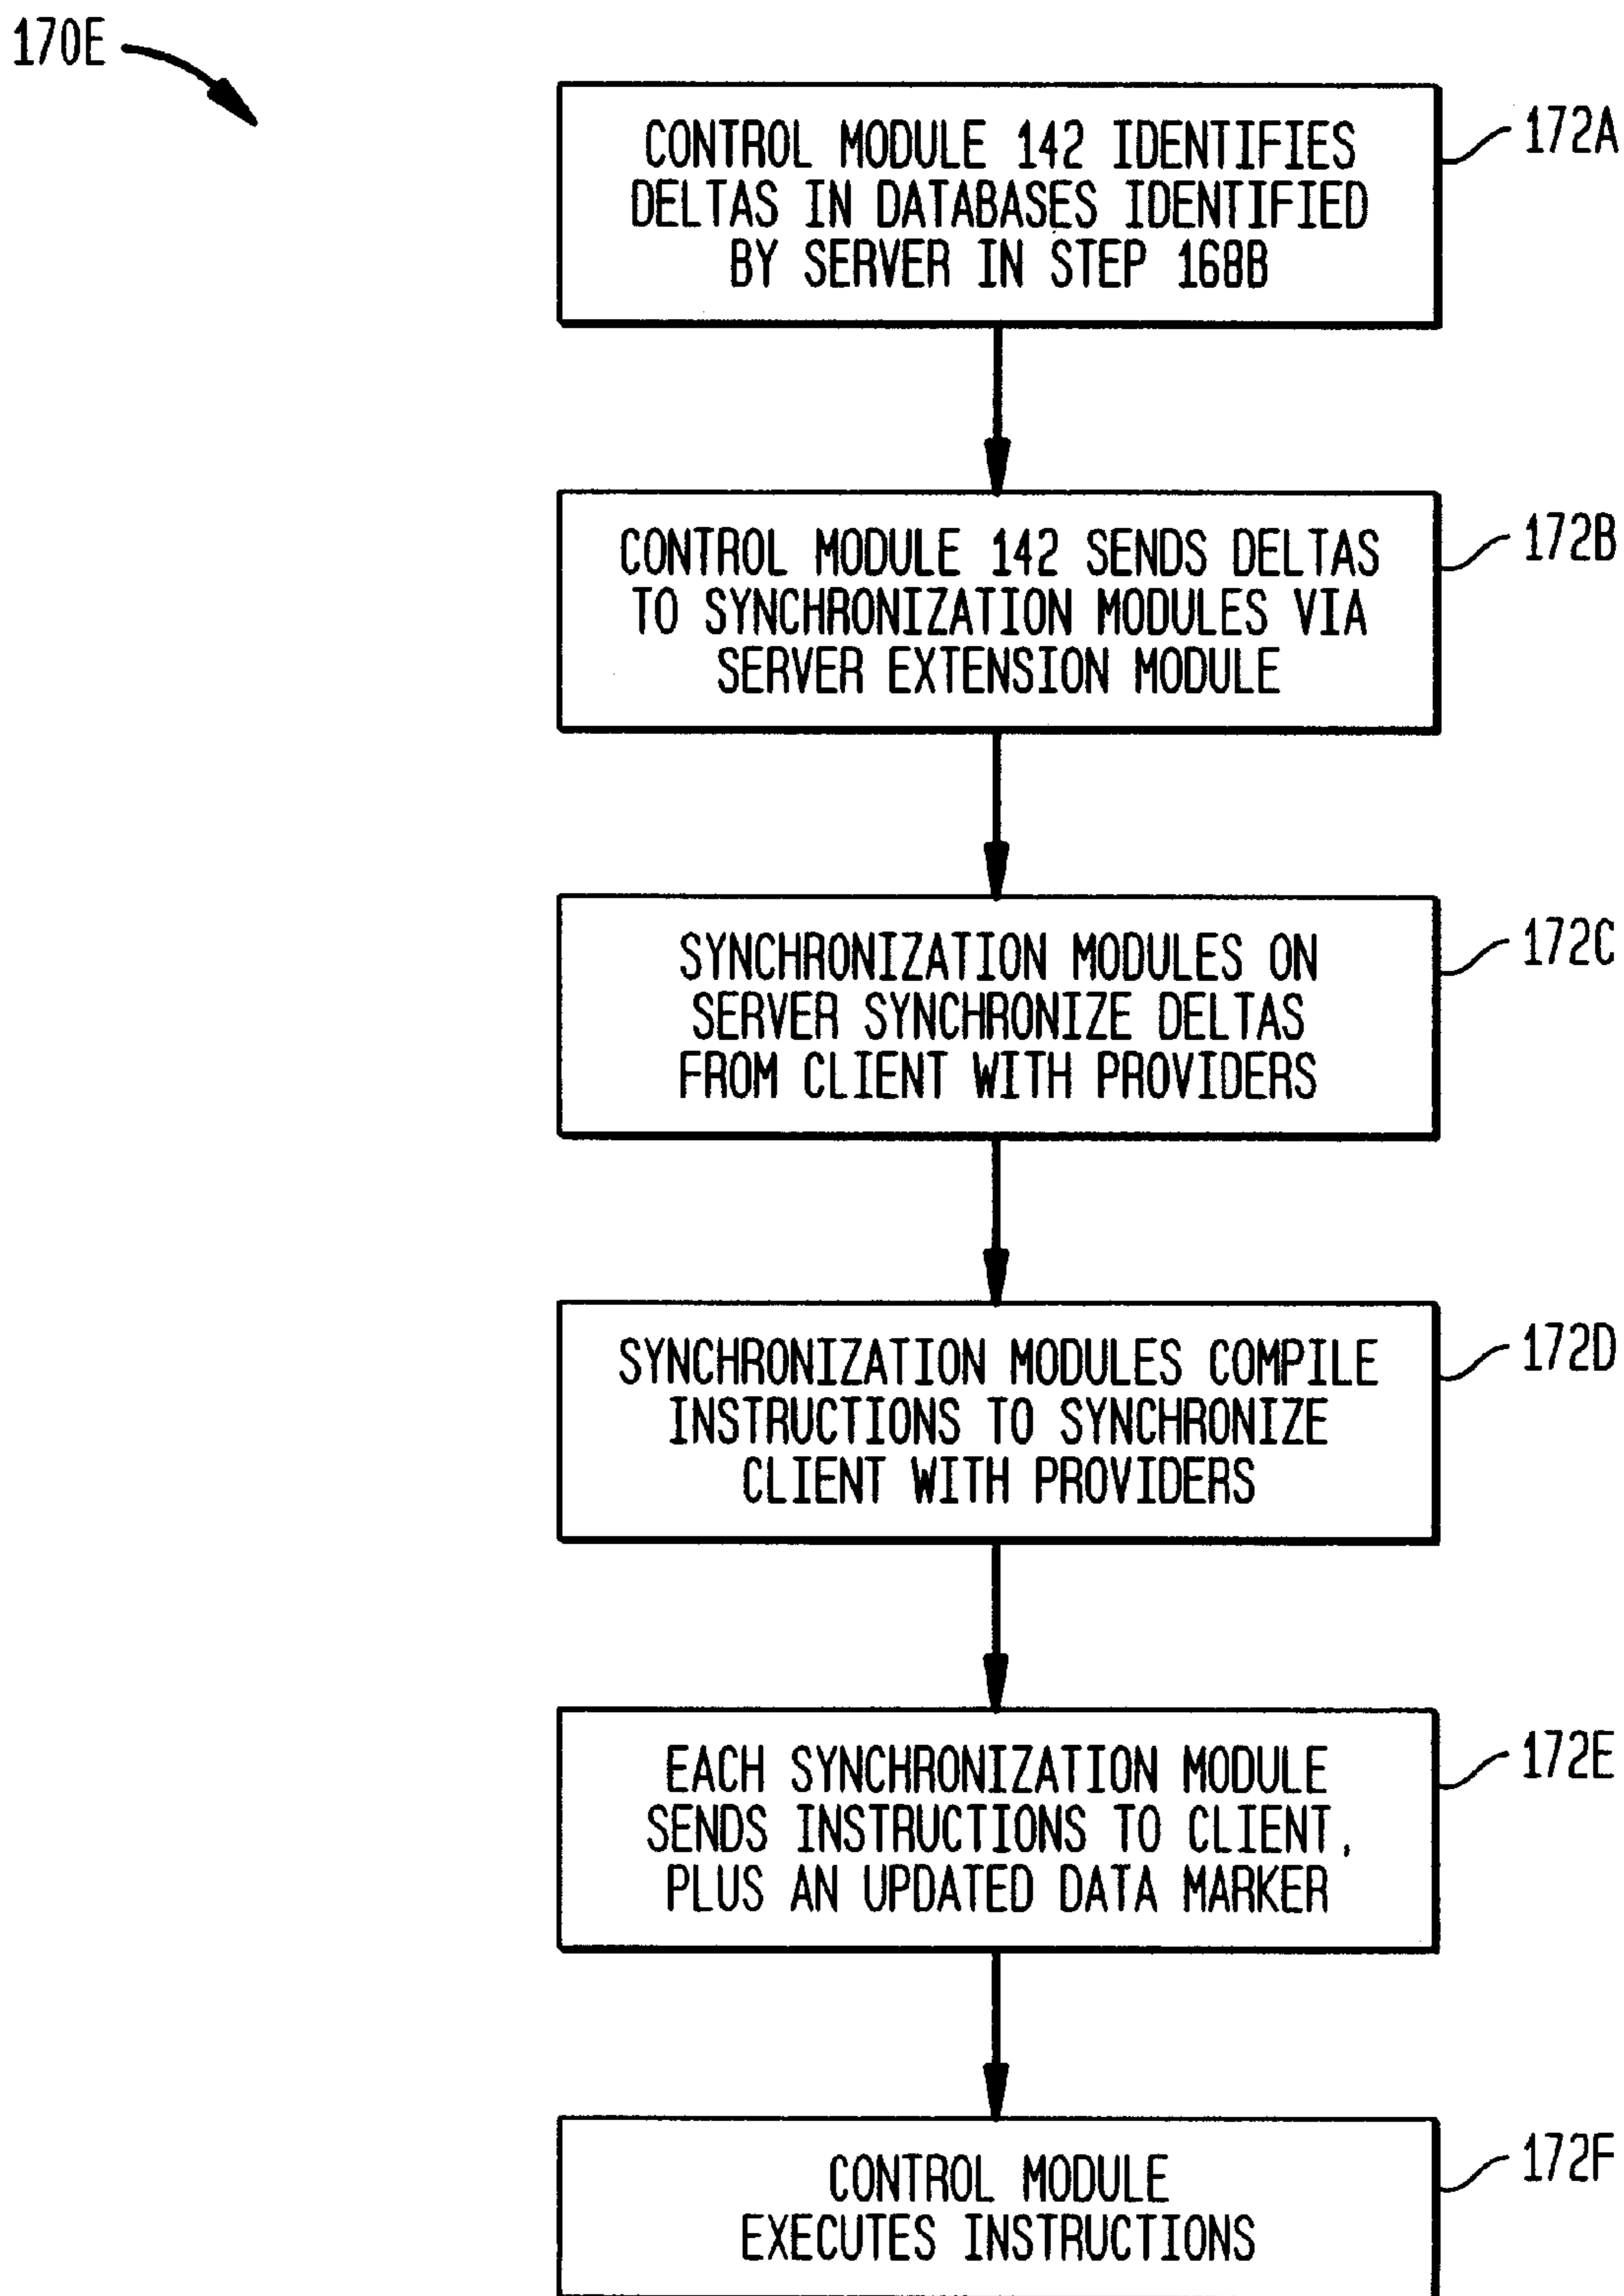 170E
CONTROL MODULE 142 IDENTIFIES
DELTAS IN DATABASES IDENTIFIED
BY SERVER IN STEP 168B
172A
CONTROL MODULE 142 SENDS DELTAS
TO SYNCHRONIZATION MODULES VIA
SERVER EXTENSION MODULE
172B
SYNCHRONIZATION MODULES ON
SERVER SYNCHRONIZE DELTAS
FROM CLIENT WITH PROVIDERS
172C
SYNCHRONIZATION MODULES COMPILE
INSTRUCTIONS TO SYNCHRONIZE
CLIENT WITH PROVIDERS
172D
EACH SYNCHRONIZATION MODULE
SENDS INSTRUCTIONS TO CLIENT,
PLUS AN UPDATED DATA MARKER
172E
CONTROL MODULE
EXECUTES INSTRUCTIONS
172F